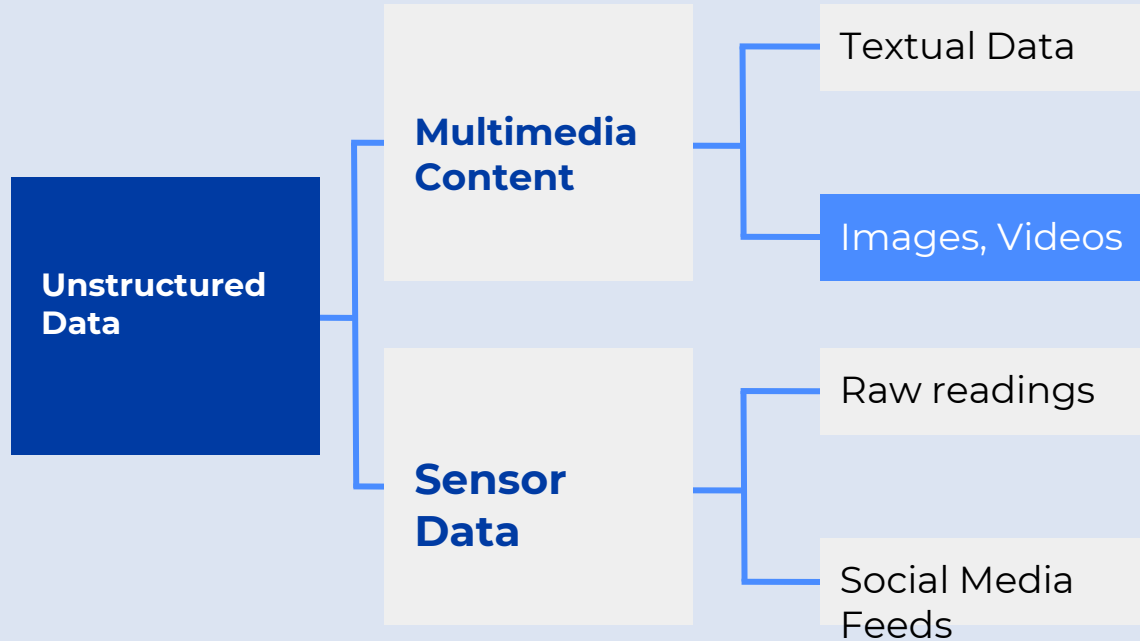 Unstructured
Data
Multimedia
Content
Textual Data
Images, Videos
Sensor
Data
Raw readings
Social Media
Feeds